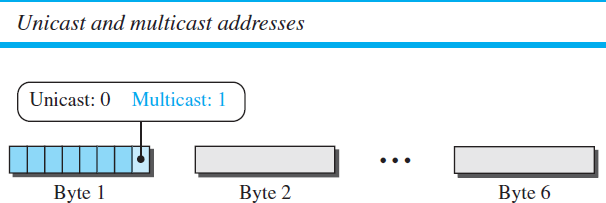 Unicast and multicast addresses
Unicast: 0 Multicast: 1
Byte 1 Byte 2 Byte 6